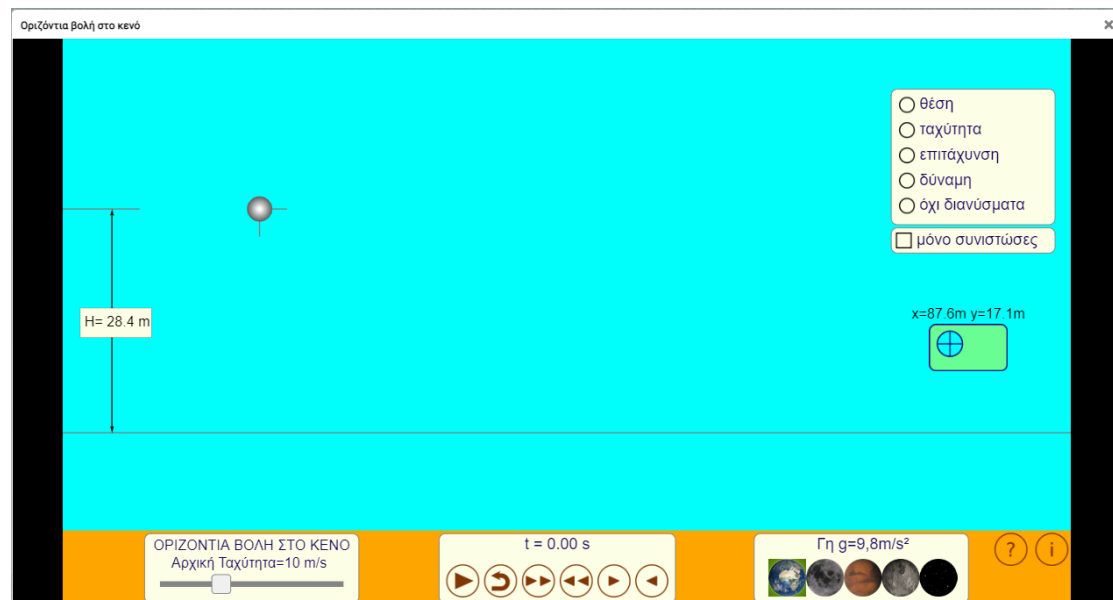 Οριζόντια βολή στο κενό
θέση
ταχύτητα
επιτάχυνση
δύναμη
όχι διανύσματα
μόνο συνιστώσες
x=87.6m y=17.1m
H= 28.4 m
ΟΡΙΖΟΝΤΙΑ ΒΟΛΗ ΣΤΟ ΚΕΝΟ
Αρχική Ταχύτητα=10 m/s
t = 0.00 s
Γη g=9,8m/s²
?
i